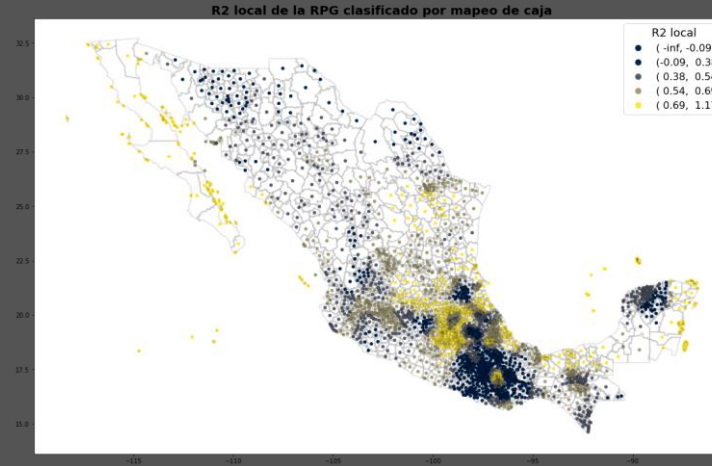 R2 local de la RPG clasificado por mapeo de caja
R2 local
( -inf, -0.09
(-0.09, 0.38
( 0.38, 0.54
( 0.54, 0.69
( 0.69, 1.17
32.5
30.0
27.5
25.0
22.5
20.0
17.5
15.0
−115 −110 −105 −100 −95 −90